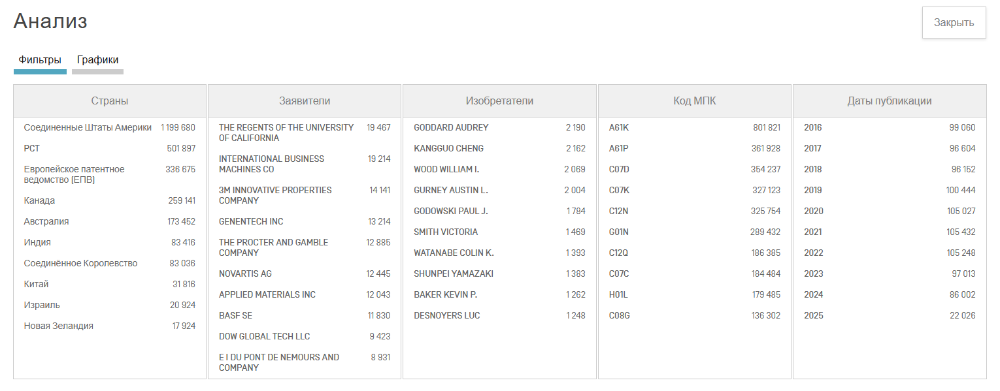 Анализ
Закрыть
Фильтры
Графики
Страны
Соединенные Штаты Америки 1 199 680
PCT 501 897
Европейское патентное 336 675
ведомство (ЕПВ)
Канада 259 141
Австралия 173 452
Индия 83 416
Соединённое Королевство 83 036
Китай 31 816
Израиль 20 924
Новая Зеландия 17 924
Заявители
THE REGENTS OF THE UNIVERSITY 19 467
OF CALIFORNIA
INTERNATIONAL BUSINESS 19 214
MACHINES CO
3M INNOVATIVE PROPERTIES 14 141
COMPANY
GENENTECH INC 13 214
THE PROCTER AND GAMBLE 12 885
COMPANY
NOVARTIS AG 12 445
APPLIED MATERIALS INC 12 043
BASF SE 11 830
DOW GLOBAL TECH LLC 9 423
E I DU PONT DE NEMOURS AND 8 931
COMPANY
Изобретатели
GODDARD AUDREY 2 190
KANGGUO CHENG 2 162
WOOD WILLIAM I. 2 069
GURNEY AUSTIN L. 2 004
GODOWSKI PAUL J. 1 784
SMITH VICTORIA 1 469
WATANABE COLIN K. 1 393
SHUNPEI YAMAZAKI 1 383
BAKER KEVIN P. 1 262
DESNOYERS LUC 1 248
Код МПК
A61K 801 821
A61P 361 928
C07D 354 237
C07K 327 123
C12N 325 754
G01N 289 432
C12Q 186 385
C07C 184 484
H01L 179 485
C08G 136 302
Даты публикации
2016 99 060
2017 96 604
2018 96 152
2019 100 444
2020 105 027
2021 105 432
2022 105 248
2023 97 013
2024 86 002
2025 22 026